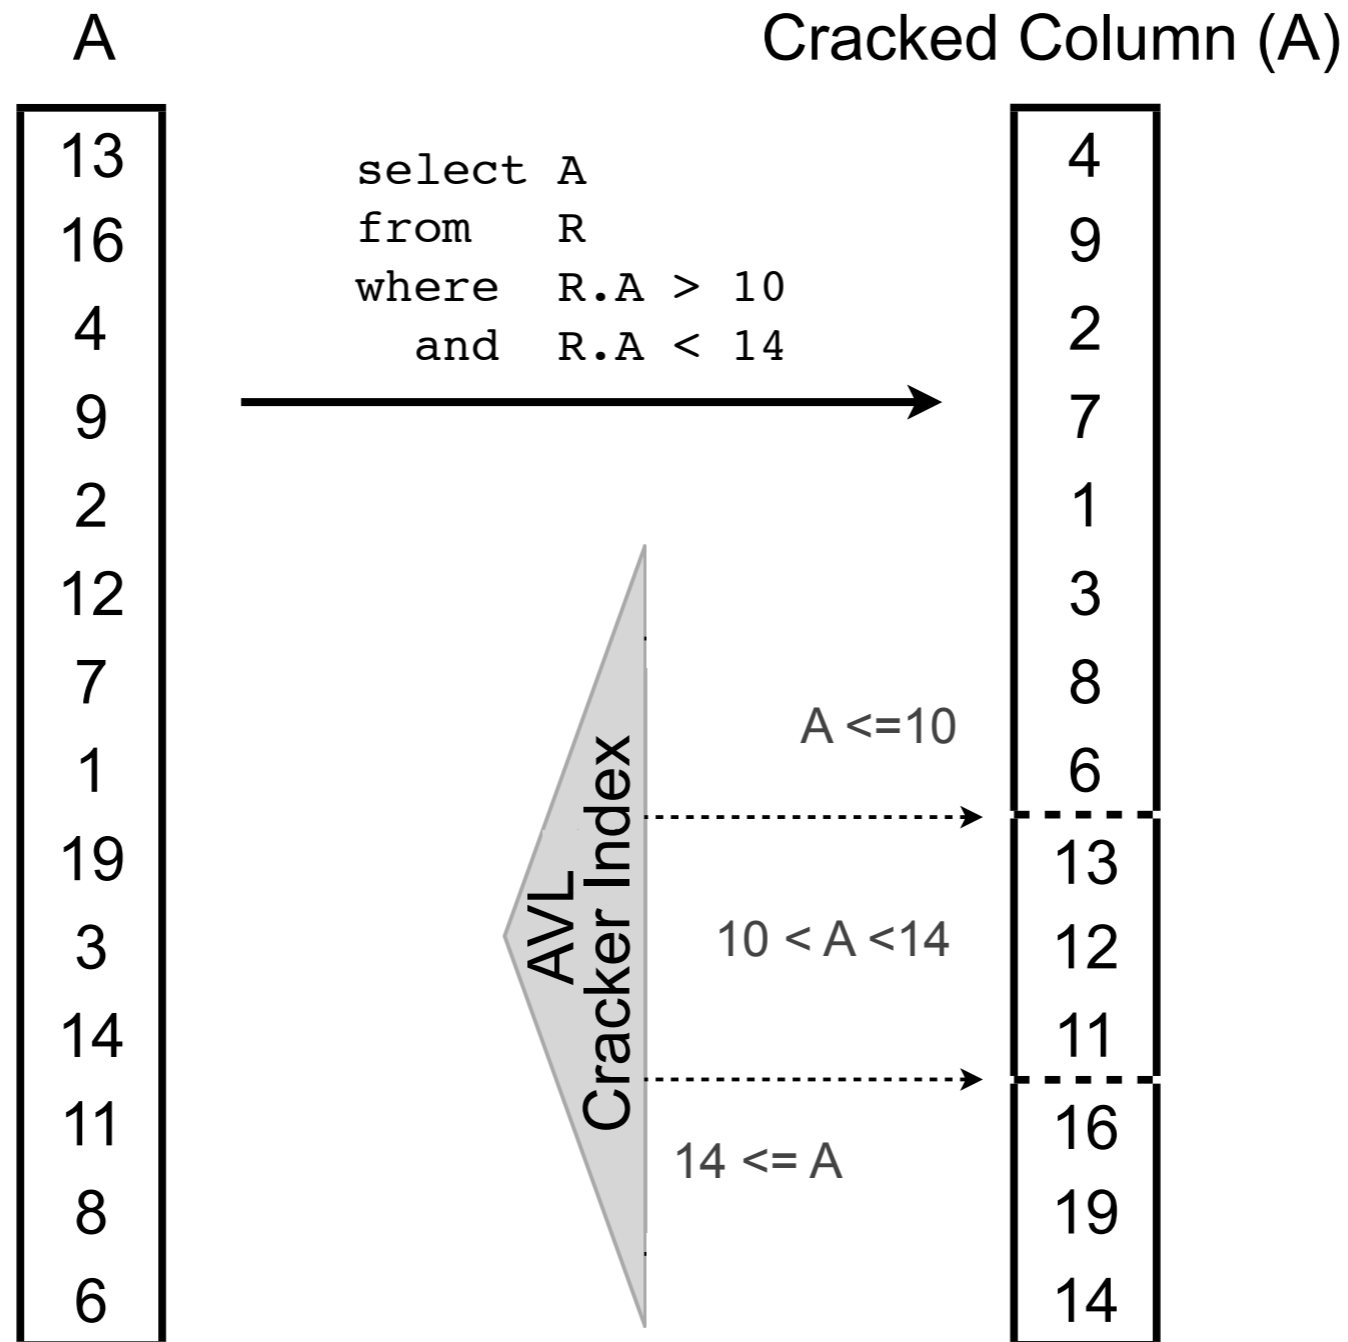 A
Cracked Column (A)
13
16
4
9
2
12
7
1
19
3
14
11
8
6
select A
from   R
where  R.A > 10
  and  R.A < 14
AVL
Cracker Index
A <=10
10 < A <14
14 <= A
4
9
2
7
1
3
8
6
13
12
11
16
19
14